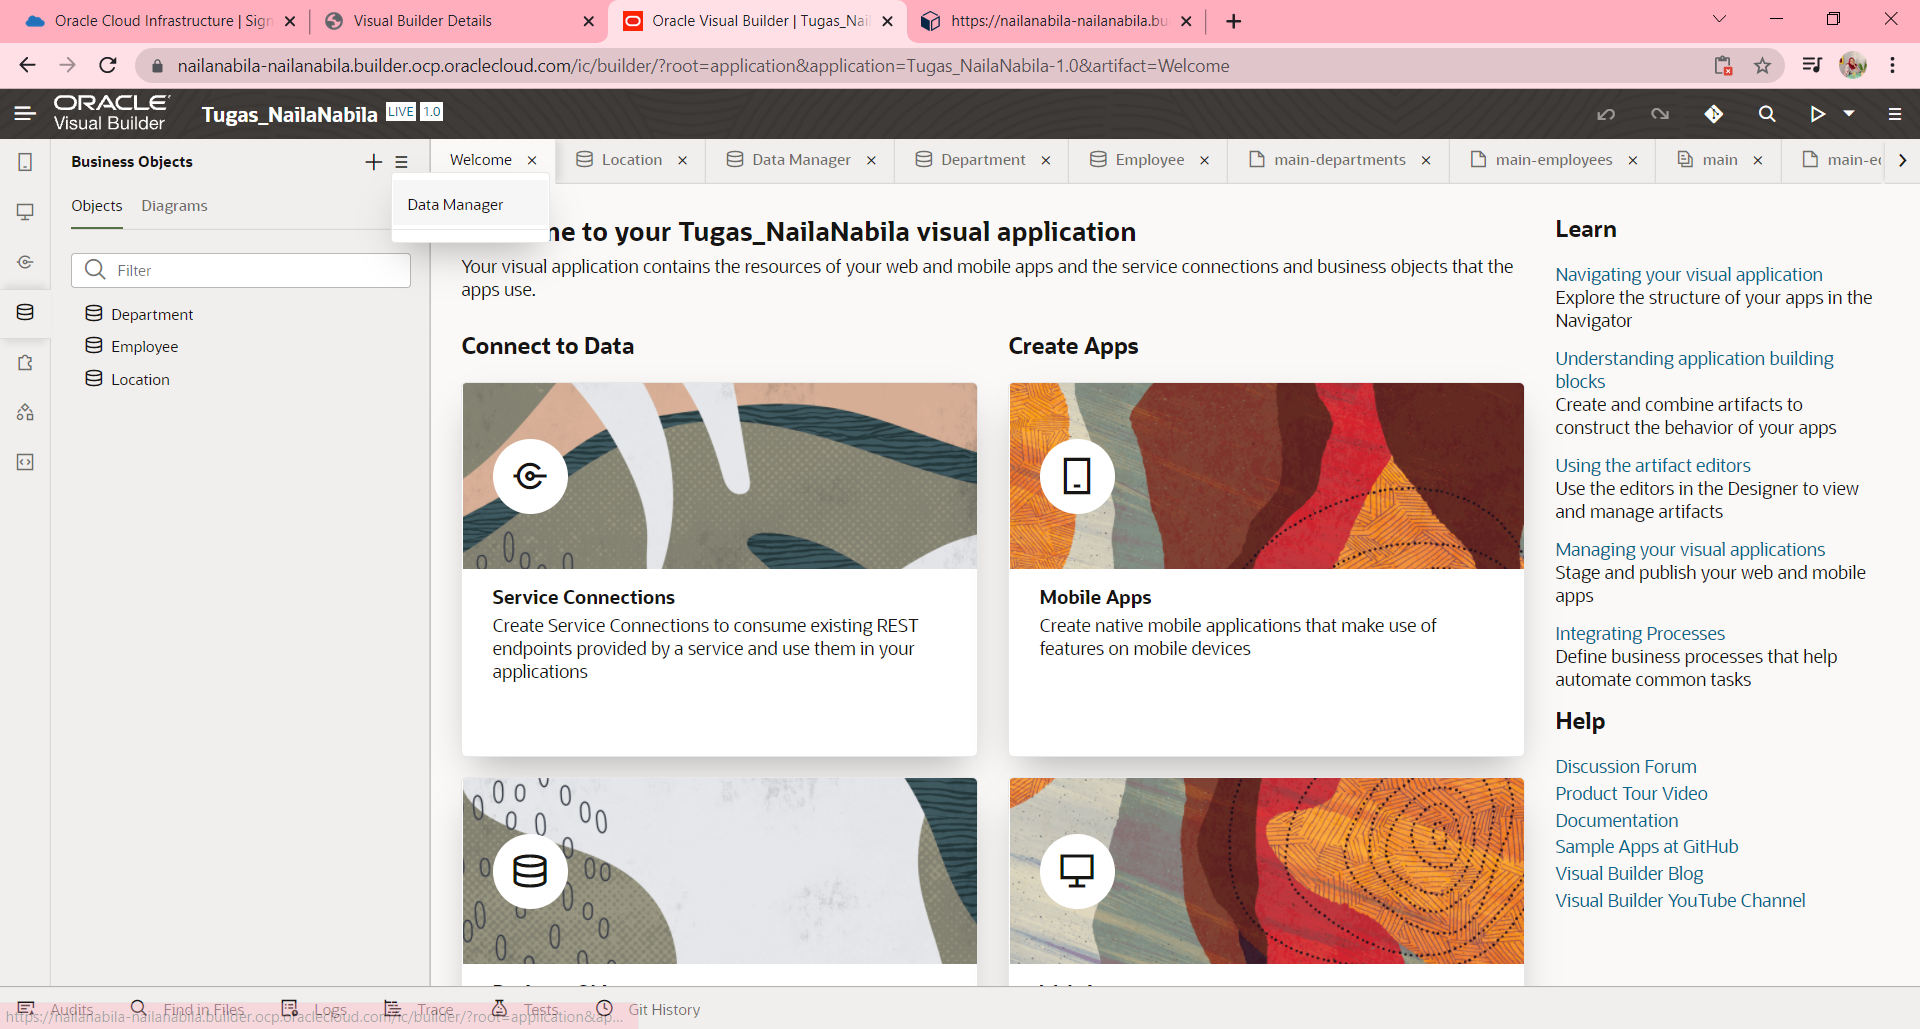 Oracle Cloud Infrastructure | Sign
Visual Builder Details
Oracle Visual Builder | Tugas_Nail
https://nailanabila-nailanabila.bu
nailanabila-nailanabila.builder.ocp.oraclecloud.com/ic/builder/?root=application&application=Tugas_NailaNabila-1.0&artifact=Welcome
ORACLE
Visual Builder
Tugas_NailaNabila
LIVE
1.0
Business Objects
Objects
Diagrams
Filter
Department
Employee
Location
Welcome
Location
Data Manager
Department
Employee
main-departments
main-employees
main
Data Manager
me to your Tugas_NailaNabila visual application
Your visual application contains the resources of your web and mobile apps and the service connections and business objects that the
apps use.
Connect to Data
Service Connections
Create Service Connections to consume existing REST
endpoints provided by a service and use them in your
applications
Create Apps
Mobile Apps
Create native mobile applications that make use of
features on mobile devices
Learn
Navigating your visual application
Explore the structure of your apps in the
Navigator
Understanding application building
blocks
Create and combine artifacts to
construct the behavior of your apps
Using the artifact editors
Use the editors in the Designer to view
and manage artifacts
Managing your visual applications
Stage and publish your web and mobile
apps
Integrating Processes
Define business processes that help
automate common tasks
Help
Discussion Forum
Product Tour Video
Documentation
Sample Apps at GitHub
Visual Builder Blog
Visual Builder YouTube Channel
Audits
Find in Files
Logs
Trace
Tests
Git History
https://nailanabila-nailanabila.builder.ocp.oraclecloud.com/ic/builder/?root=application&ap...